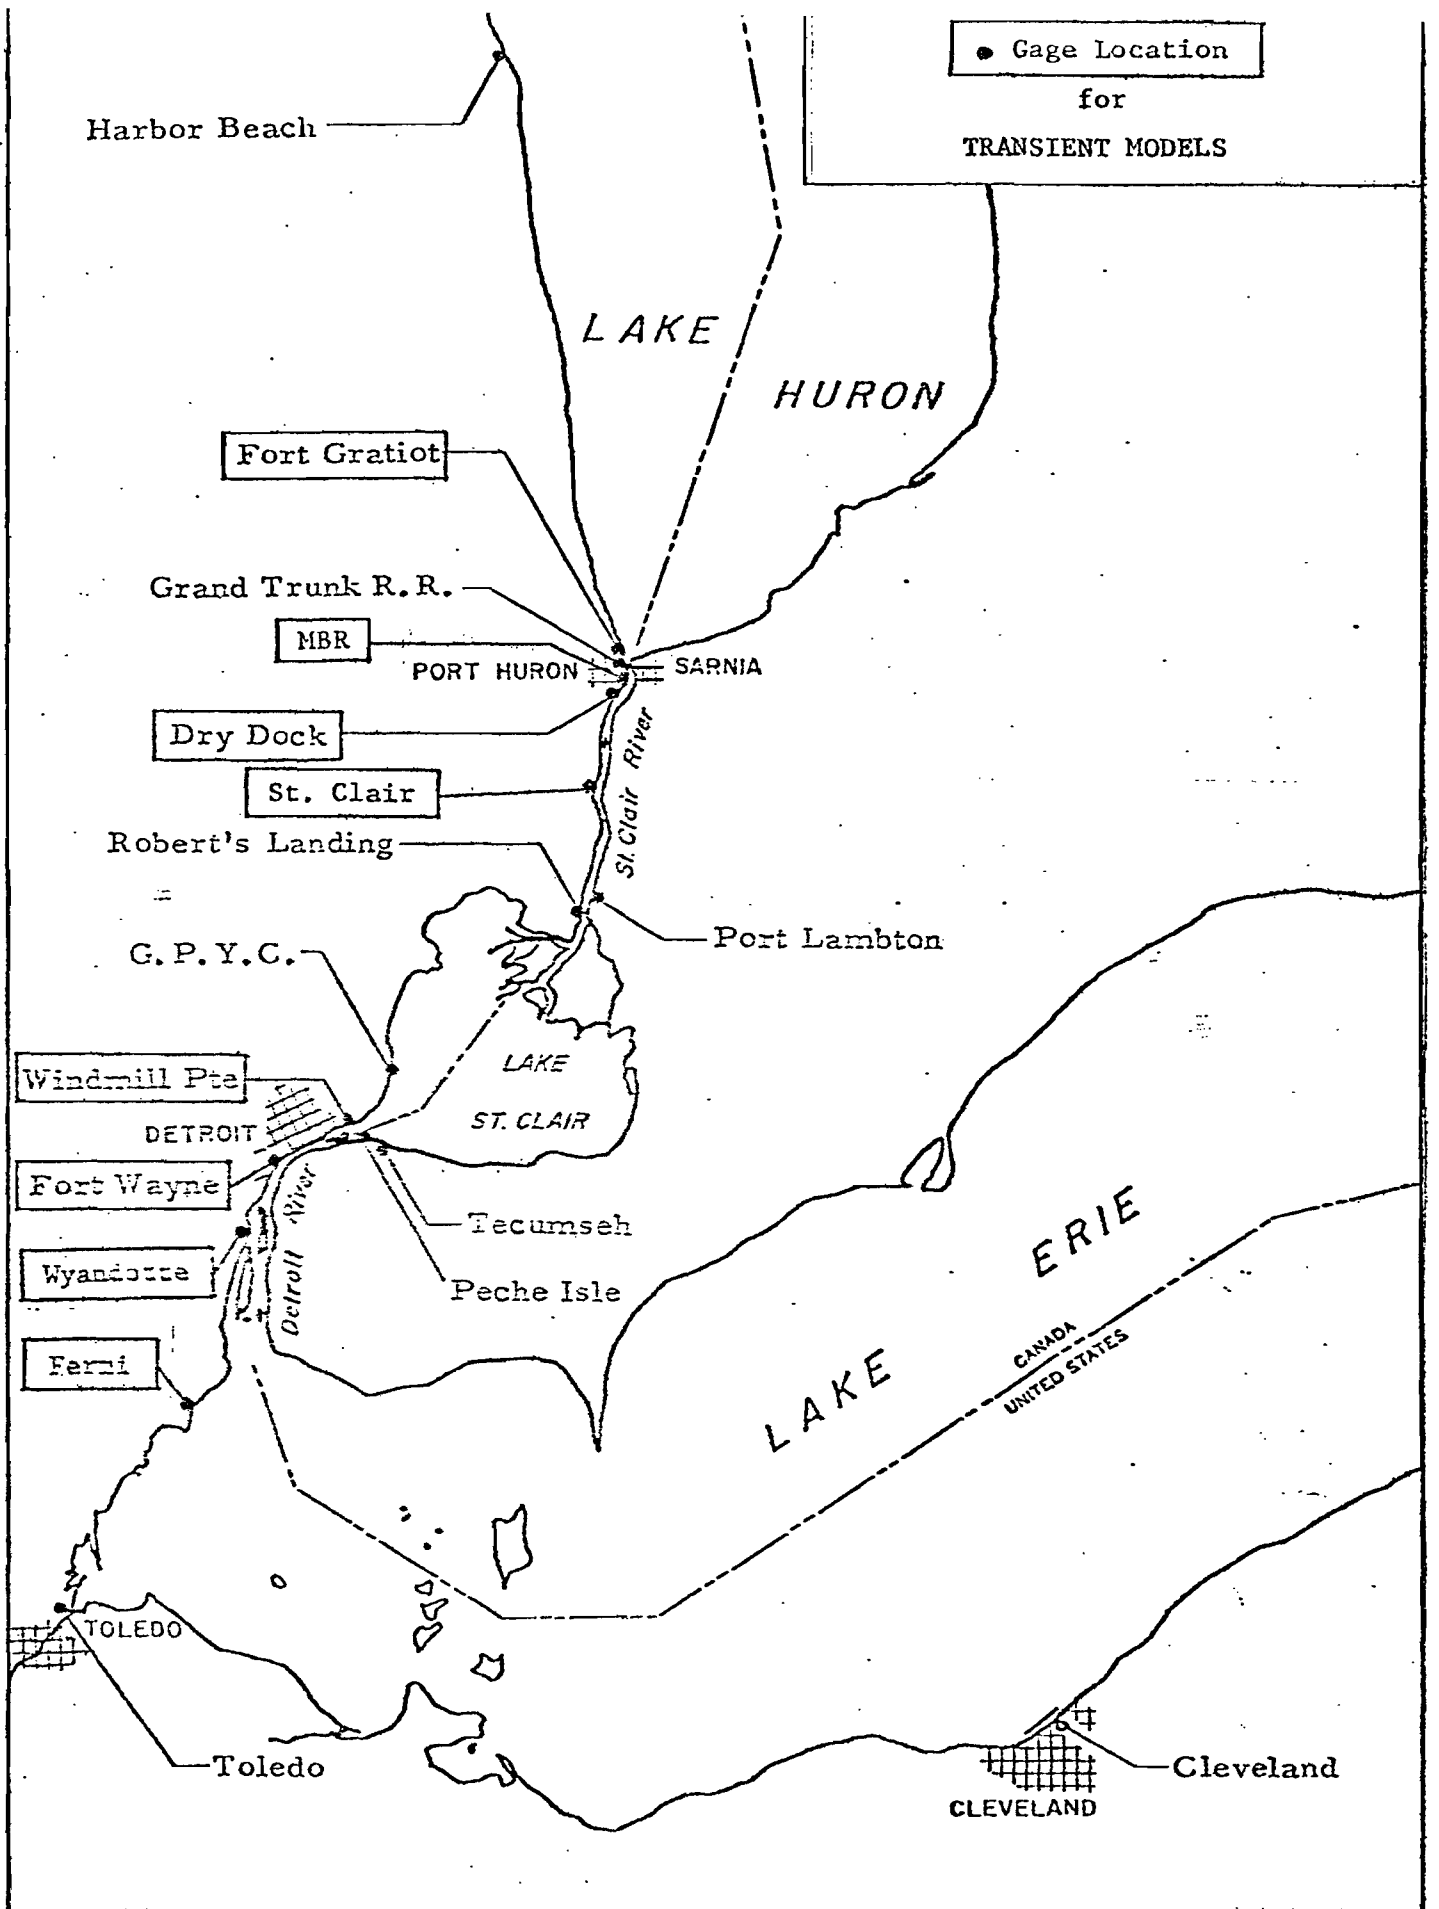 Gage Location
for
TRANSIENT MODELS
Harbor Beach
LAKE
HURON
Fort Gratiot
Grand Trunk R.R.
MBR
PORT HURON
SARNIA
Dry Dock
St. Clair
St. Clair River
Robert's Landing
Port Lambton
G. P. Y. C.
LAKE
ST. CLAIR
Windmill Pte
DETROIT
Fort Wayne
Tecumseh
Wyandotte
Detroit River
Peche Isle
Fermi
LAKE ERIE
CANADA
UNITED STATES
TOLEDO
Toledo
Cleveland
CLEVELAND